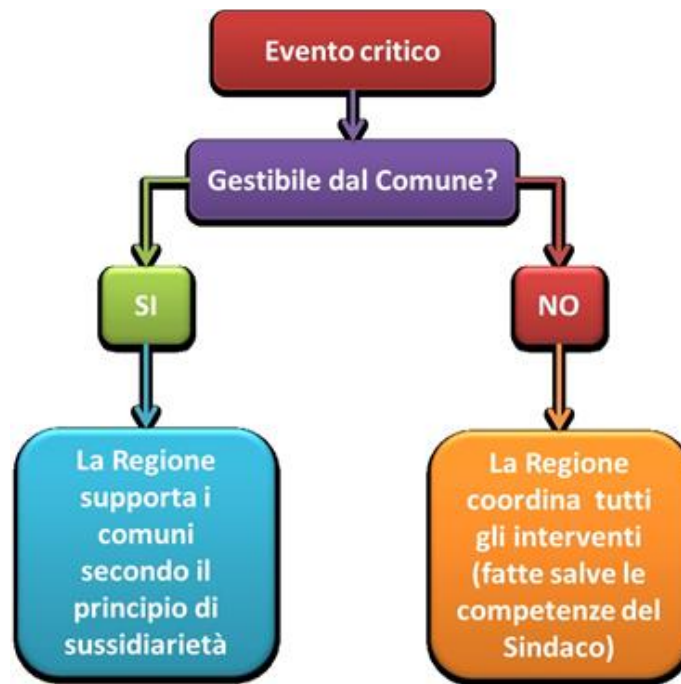 Evento critico
Gestibile dal Comune?
SI
NO
La Regione
supporta i
comuni
secondo il
principio di
sussidiarietà
La Regione
coordina tutti
gli interventi
(fatte salve le
competenze del
Sindaco)